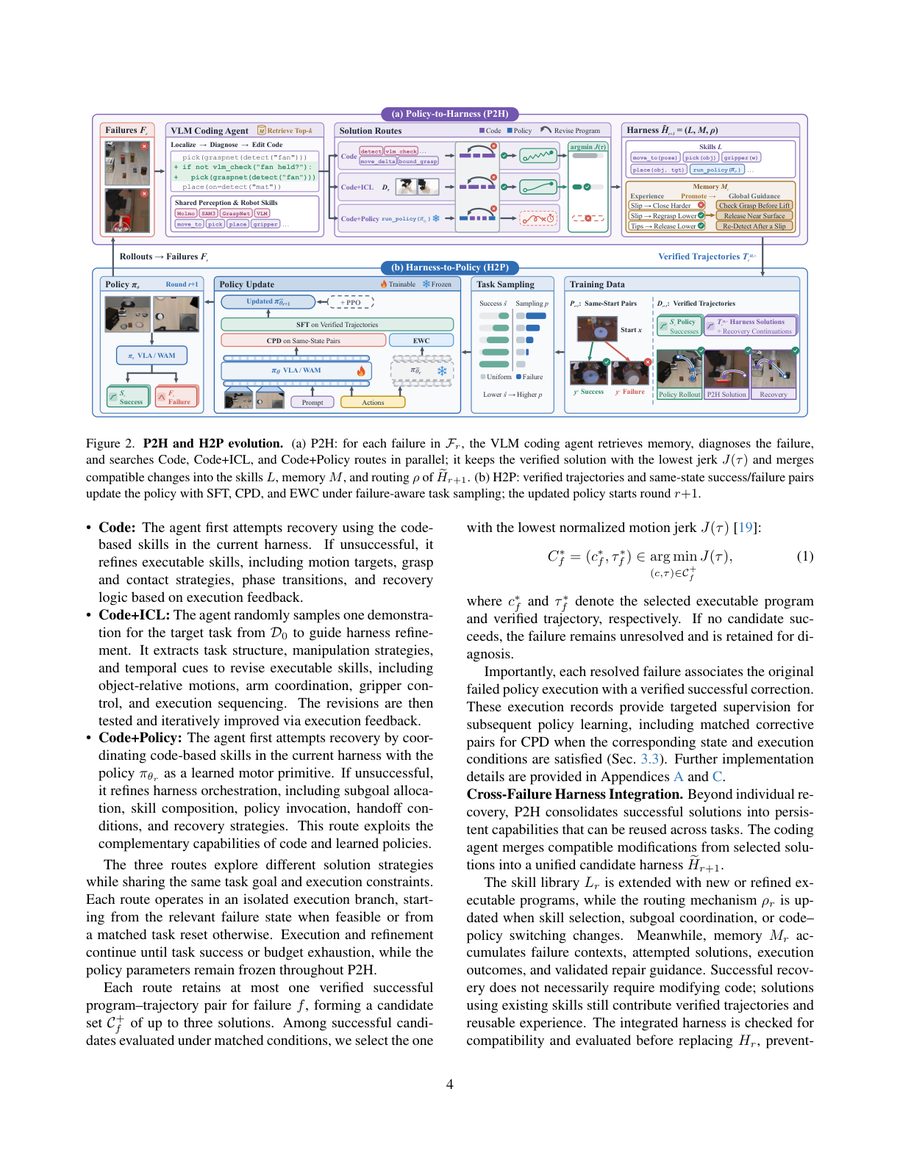 (a) Policy-to-Harness (P2H)
Failures F
VLM Coding Agent
Retrieve Top-k
Localize → Diagnose → Edit Code
pick(graspnet(detect("fan")))
+ if not vlm_check("fan held?"):
+ pick(graspnet(detect("fan")))
place(on=detect("mat"))
Shared Perception & Robot Skills
Molmo SAM3 GraspNet VLM
move_to pick place gripper ...
Solution Routes
Code Policy Revise Program
Code
detect vlm_check ...
move_delta bound_grasp
Code+ICL
Code+Policy run_policy
argmin J(τ)
Skills L
move_to(pose) pick(obj) gripper(w)
place(obj, tgt) run_policy
Experience Promote → Global Guidance
Slip → Close Harder Check Grasp Before Lift
Slip → Regrasp Lower Release Near Surface
Tips → Release Lower Re-Detect After a Slip
Rollouts → Failures F
Verified Trajectories
(b) Harness-to-Policy (H2P)
Round r+1
VLA / WAM
Success
Failure
Policy Update
Trainable Frozen
+ PPO
SFT on Verified Trajectories
CPD on Same-State Pairs
EWC
VLA / WAM
Prompt
Actions
Task Sampling
Success ŝ Sampling p
Uniform Failure
Lower ŝ → Higher p
Training Data
Same-Start Pairs
Start x
Success
Failure
Verified Trajectories
Policy Successes
Harness Solutions
+ Recovery Continuations
Policy Rollout P2H Solution Recovery
Figure 2. P2H and H2P evolution. (a) P2H: for each failure in 𝓕ᵣ, the VLM coding agent retrieves memory, diagnoses the failure,
and searches Code, Code+ICL, and Code+Policy routes in parallel; it keeps the verified solution with the lowest jerk J(τ) and merges
compatible changes into the skills L, memory M, and routing ρ of H̃ᵣ₊₁. (b) H2P: verified trajectories and same-state success/failure pairs
update the policy with SFT, CPD, and EWC under failure-aware task sampling; the updated policy starts round r+1.
• Code: The agent first attempts recovery using the code-
based skills in the current harness. If unsuccessful, it
refines executable skills, including motion targets, grasp
and contact strategies, phase transitions, and recovery
logic based on execution feedback.
• Code+ICL: The agent randomly samples one demonstra-
tion for the target task from 𝒟₀ to guide harness refine-
ment. It extracts task structure, manipulation strategies,
and temporal cues to revise executable skills, including
object-relative motions, arm coordination, gripper con-
trol, and execution sequencing. The revisions are then
tested and iteratively improved via execution feedback.
• Code+Policy: The agent first attempts recovery by coor-
dinating code-based skills in the current harness with the
policy π_θᵣ as a learned motor primitive. If unsuccessful,
it refines harness orchestration, including subgoal alloca-
tion, skill composition, policy invocation, handoff con-
ditions, and recovery strategies. This route exploits the
complementary capabilities of code and learned policies.
The three routes explore different solution strategies
while sharing the same task goal and execution constraints.
Each route operates in an isolated execution branch, start-
ing from the relevant failure state when feasible or from
a matched task reset otherwise. Execution and refinement
continue until task success or budget exhaustion, while the
policy parameters remain frozen throughout P2H.
Each route retains at most one verified successful
program–trajectory pair for failure f, forming a candidate
set 𝒞_f⁺ of up to three solutions. Among successful candi-
dates evaluated under matched conditions, we select the one
with the lowest normalized motion jerk J(τ) [19]:
C*_f = (c*_f, τ*_f) ∈ arg min J(τ), (1)
(c,τ)∈𝒞_f⁺
where c*_f and τ*_f denote the selected executable program
and verified trajectory, respectively. If no candidate suc-
ceeds, the failure remains unresolved and is retained for di-
agnosis.
Importantly, each resolved failure associates the original
failed policy execution with a verified successful correction.
These execution records provide targeted supervision for
subsequent policy learning, including matched corrective
pairs for CPD when the corresponding state and execution
conditions are satisfied (Sec. 3.3). Further implementation
details are provided in Appendices A and C.
Cross-Failure Harness Integration. Beyond individual re-
covery, P2H consolidates successful solutions into persis-
tent capabilities that can be reused across tasks. The coding
agent merges compatible modifications from selected solu-
tions into a unified candidate harness H̃ᵣ₊₁.
The skill library Lᵣ is extended with new or refined ex-
ecutable programs, while the routing mechanism ρᵣ is up-
dated when skill selection, subgoal coordination, or code–
policy switching changes. Meanwhile, memory Mᵣ ac-
cumulates failure contexts, attempted solutions, execution
outcomes, and validated repair guidance. Successful recov-
ery does not necessarily require modifying code; solutions
using existing skills still contribute verified trajectories and
reusable experience. The integrated harness is checked for
compatibility and evaluated before replacing Hᵣ, prevent-
4